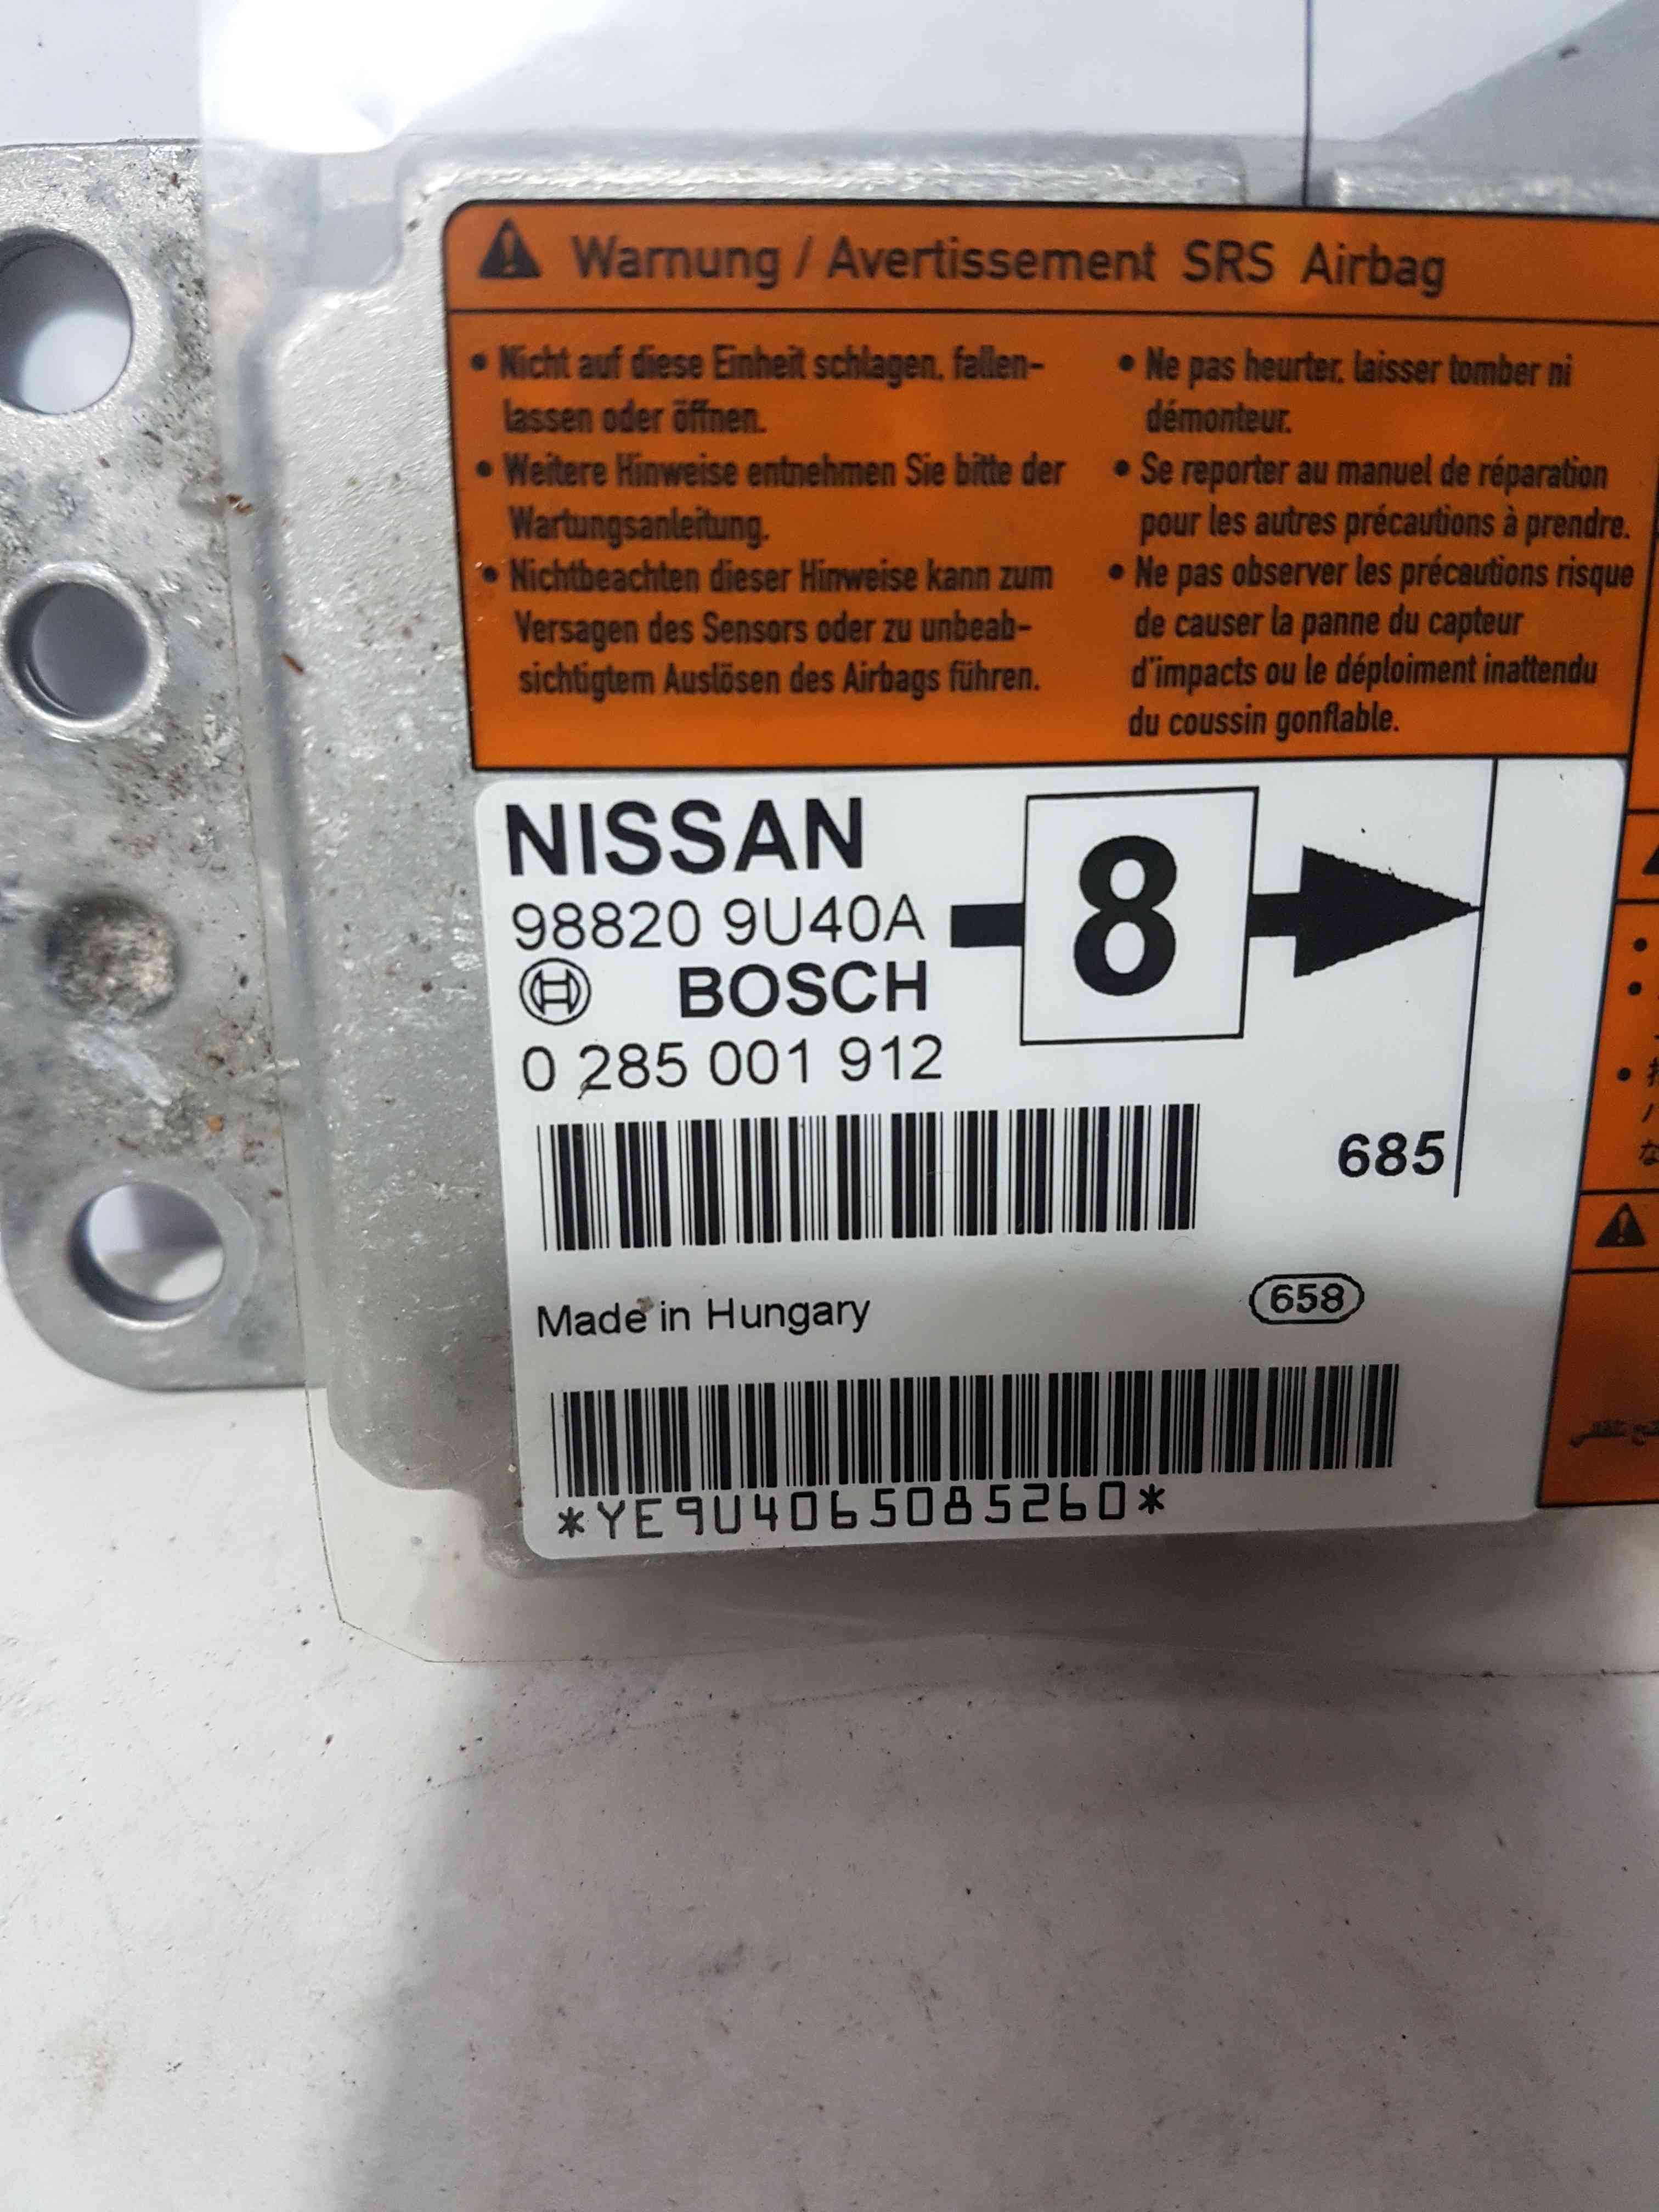 Warnung / Avertissement SRS Airbag
• Nicht auf diese Einheit schlagen, fallen-
lassen oder öffnen.
• Weitere Hinweise entnehmen Sie bitte der
Wartungsanleitung.
• Nichtbeachten dieser Hinweise kann zum
Versagen des Sensors oder zu unbeab-
sichtigtem Auslösen des Airbags führen.
• Ne pas heurter, laisser tomber ni
démonteur.
• Se reporter au manuel de réparation
pour les autres précautions à prendre.
• Ne pas observer les précautions risque
de causer la panne du capteur
d'impacts ou le déploiment inattendu
du coussin gonflable.
NISSAN
98820 9U40A
8
BOSCH
0 285 001 912
685
Made in Hungary
658
*YE9U4065085260*